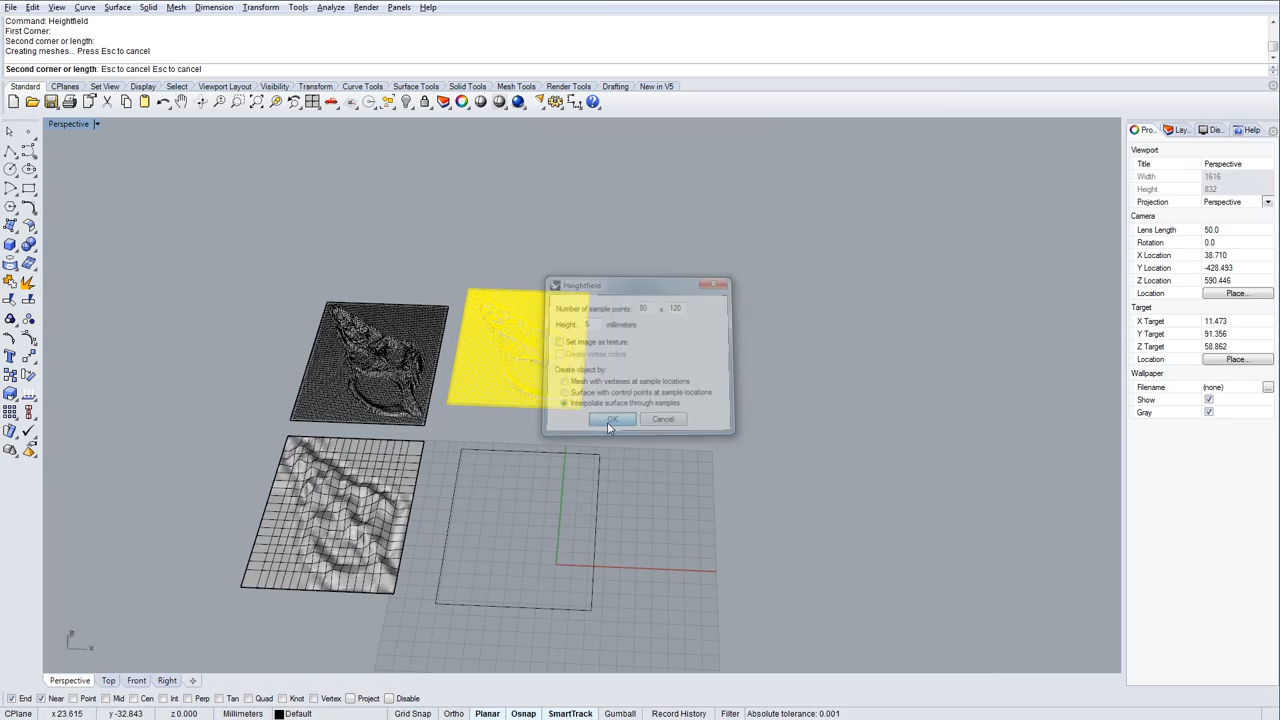 File Edit View Curve Surface Solid Mesh Dimension Transform Tools Analyze Render Panels Help
Command: Heightfield
First Corner:
Second corner or length:
Creating meshes... Press Esc to cancel
Second corner or length: Esc to cancel Esc to cancel
Standard CPlanes Set View Display Select Viewport Layout Visibility Transform Curve Tools Surface Tools Solid Tools Mesh Tools Render Tools Drafting New in V5
Perspective
Pro... Lay... Dis... Help
Viewport
Title Perspective
Width 1616
Height 832
Projection Perspective
Camera
Lens Length 50.0
Rotation 0.0
X Location 38.710
Y Location -428.493
Z Location 590.446
Location Place...
Target
X Target 11.473
Y Target 91.356
Z Target 58.862
Location Place...
Wallpaper
Filename (none) ...
Show
Gray
Heightfield
Number of sample points: 80 x 120
Height: 5 millimeters
Set image as texture
Create vertex colors
Create object by:
Mesh with vertexes at sample locations
Surface with control points at sample locations
Interpolate surface through samples
OK Cancel
y
x
Perspective Top Front Right
End Near Point Mid Cen Int Perp Tan Quad Knot Vertex Project Disable
CPlane x 23.615 y -32.843 z 0.000 Millimeters Default Grid Snap Ortho Planar Osnap SmartTrack Gumball Record History Filter Absolute tolerance: 0.001